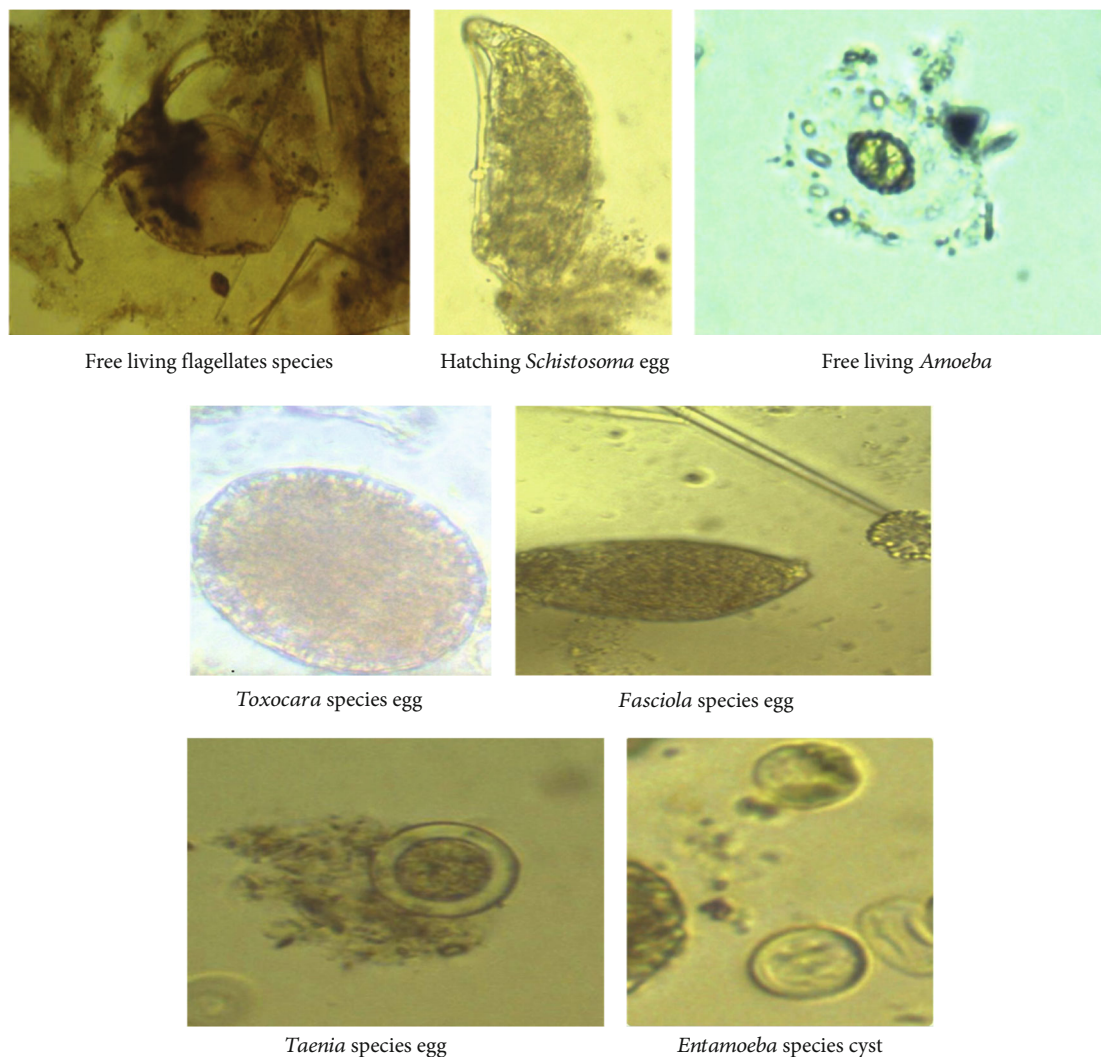 Free living flagellates species
Hatching Schistosoma egg
Free living Amoeba
Toxocara species egg
Fasciola species egg
Taenia species egg
Entamoeba species cyst